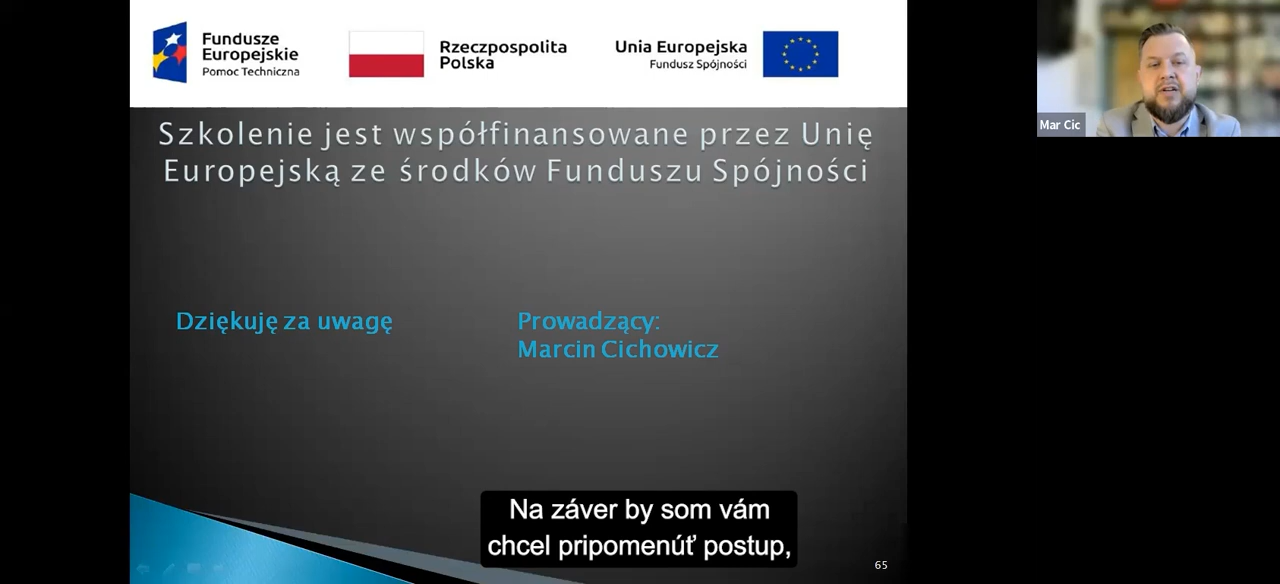 Fundusze
Europejskie
Pomoc Techniczna
Rzeczpospolita
Polska
Unia Europejska
Fundusz Spójności
Mar Cic
Szkolenie jest współfinansowane przez Unię
Europejską ze środków Funduszu Spójności
Dziękuję za uwagę
Prowadzący:
Marcin Cichowicz
Na záver by som vám
chcel pripomenúť postup,
65